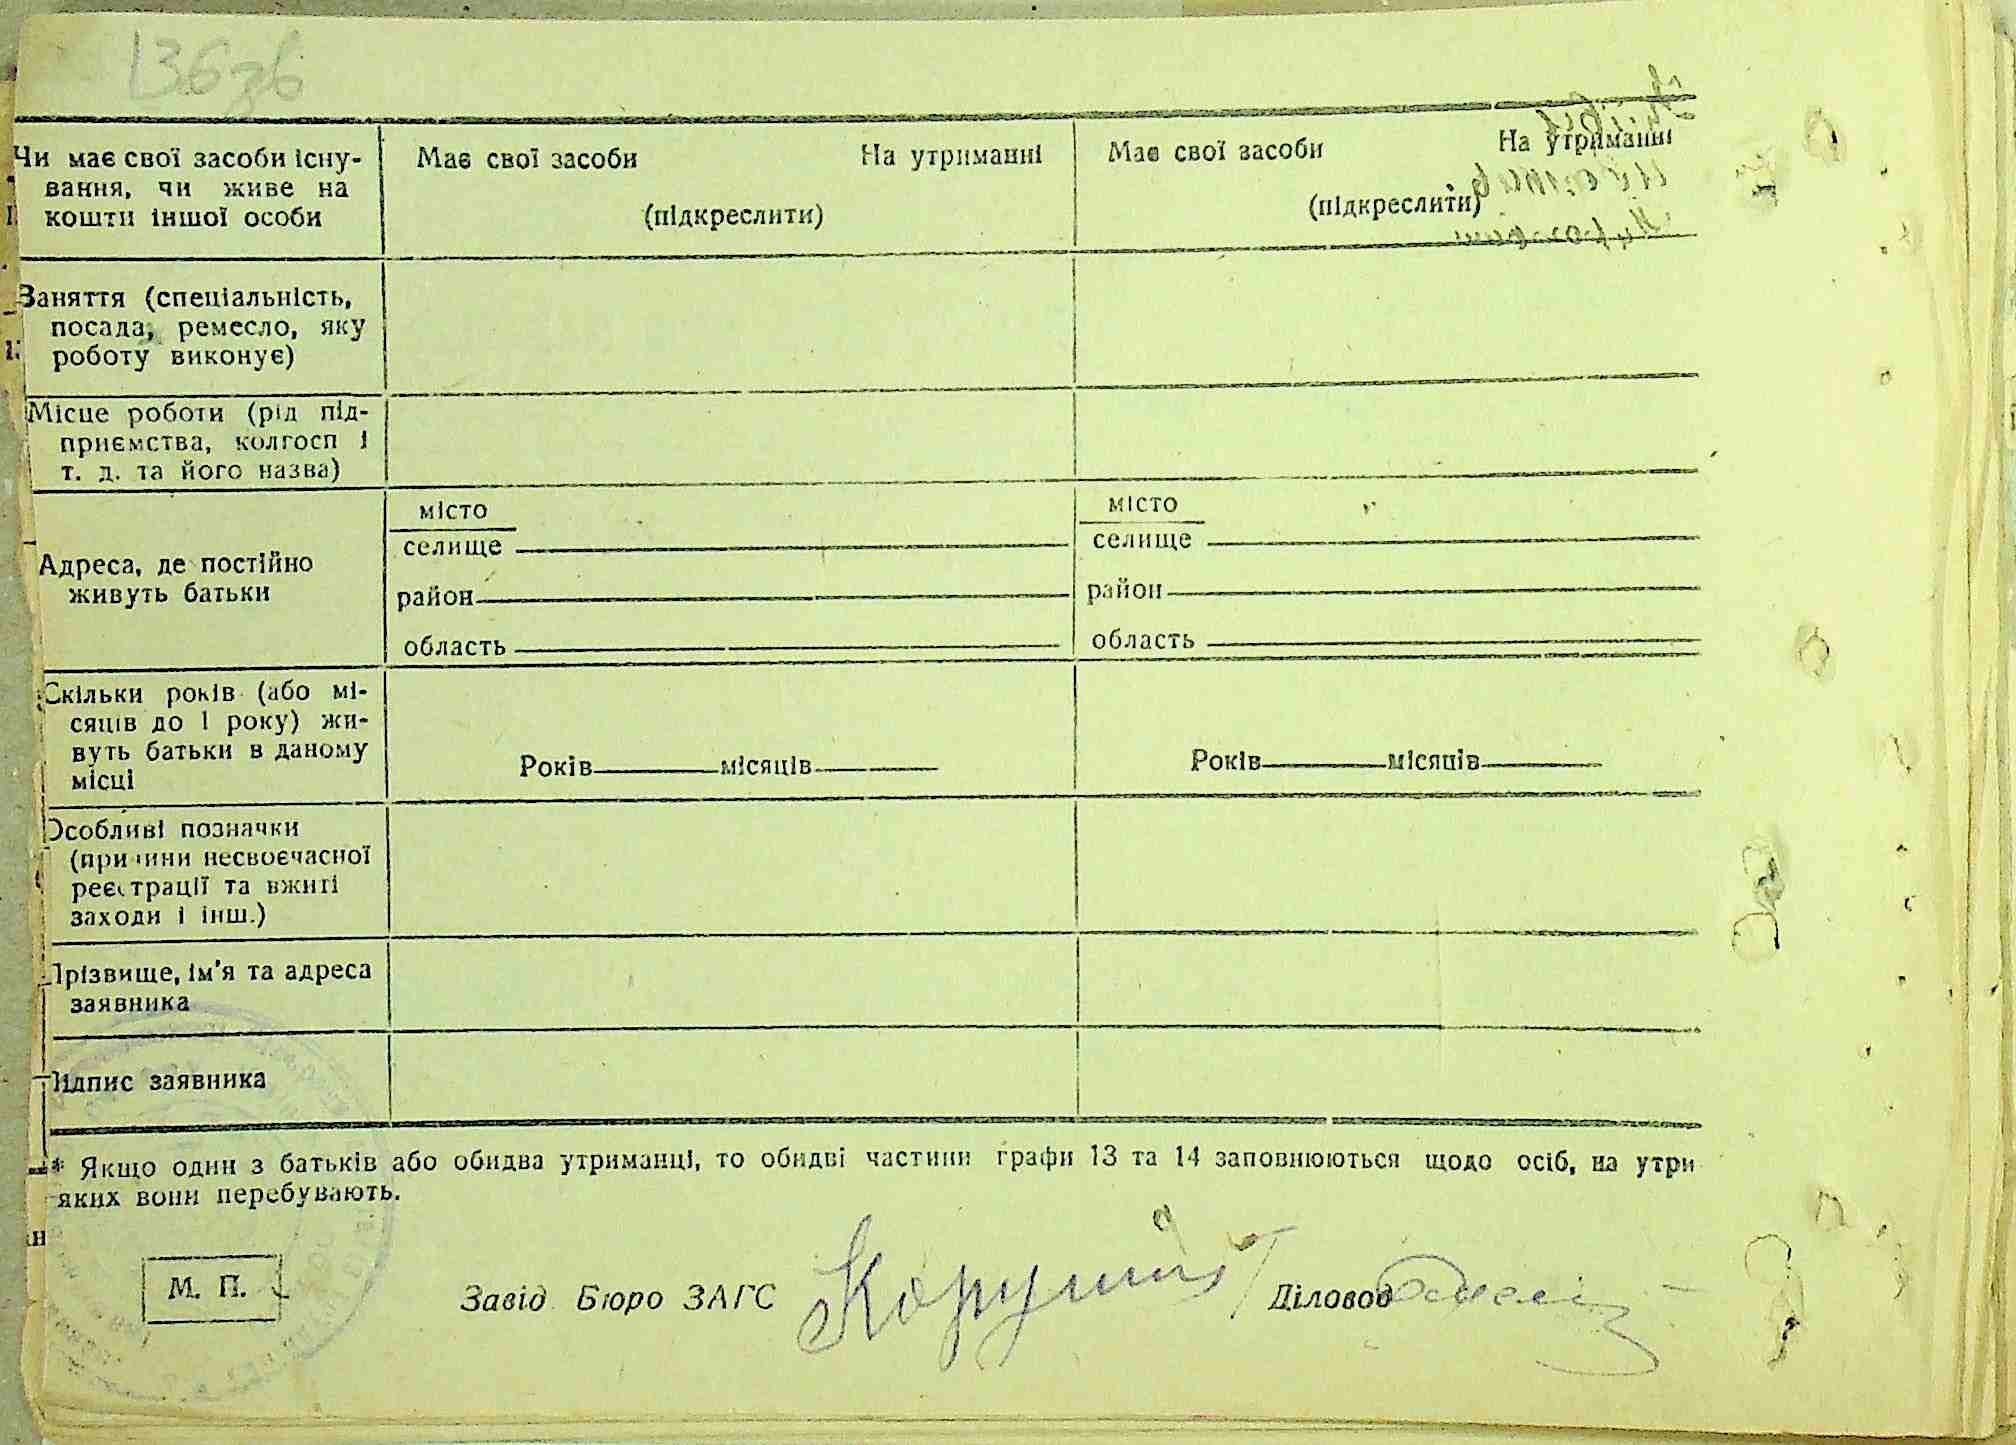 136зв
Чи має свої засоби існу-
вання, чи живе на
кошти іншої особи
Має свої засоби На утриманні
(підкреслити)
Має свої засоби На утриманні
(підкреслити)
Заняття (спеціальність,
посада, ремесло, яку
роботу виконує)
Місце роботи (рід під-
приємства, колгосп і
т. д. та його назва)
Адреса, де постійно
живуть батьки
місто
селище
район
область
місто
селище
район
область
Скільки років (або мі-
сяців до 1 року) жи-
вуть батьки в даному
місці
Років місяців
Років місяців
Особливі позначки
(причини несвоєчасної
реєстрації та вжиті
заходи і інш.)
Прізвище, ім'я та адреса
заявника
Підпис заявника
* Якщо один з батьків або обидва утриманці, то обидві частини графи 13 та 14 заповнюються щодо осіб, на утри
яких вони перебувають.
М. П.
Завід Бюро ЗАГС Діловод